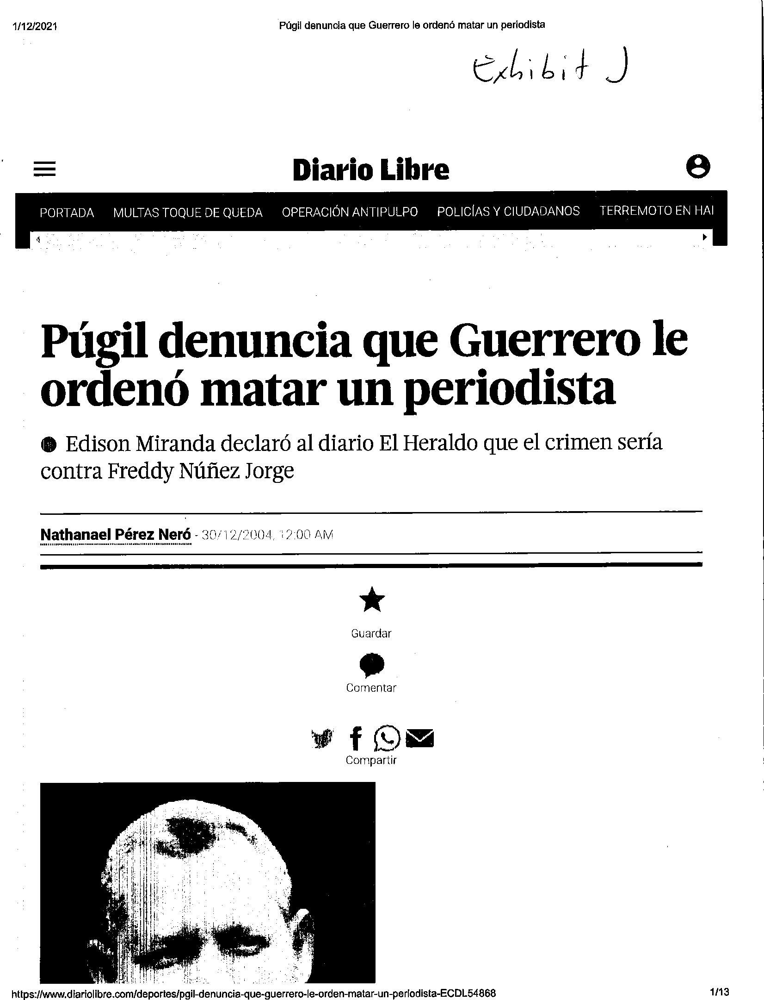 1/12/2021
Púgil denuncia que Guerrero le ordenó matar un periodista
Exhibit J
Diario Libre
PORTADA MULTAS TOQUE DE QUEDA OPERACIÓN ANTIPULPO POLICÍAS Y CIUDADANOS TERREMOTO EN HAI
Púgil denuncia que Guerrero le
ordenó matar un periodista
Edison Miranda declaró al diario El Heraldo que el crimen sería
contra Freddy Núñez Jorge
Nathanael Pérez Neró - 30/12/2004, 12:00 AM
Guardar
Comentar
Compartir
https://www.diariolibre.com/deportes/pgil-denuncia-que-guerrero-le-orden-matar-un-periodista-ECDL54868
1/13